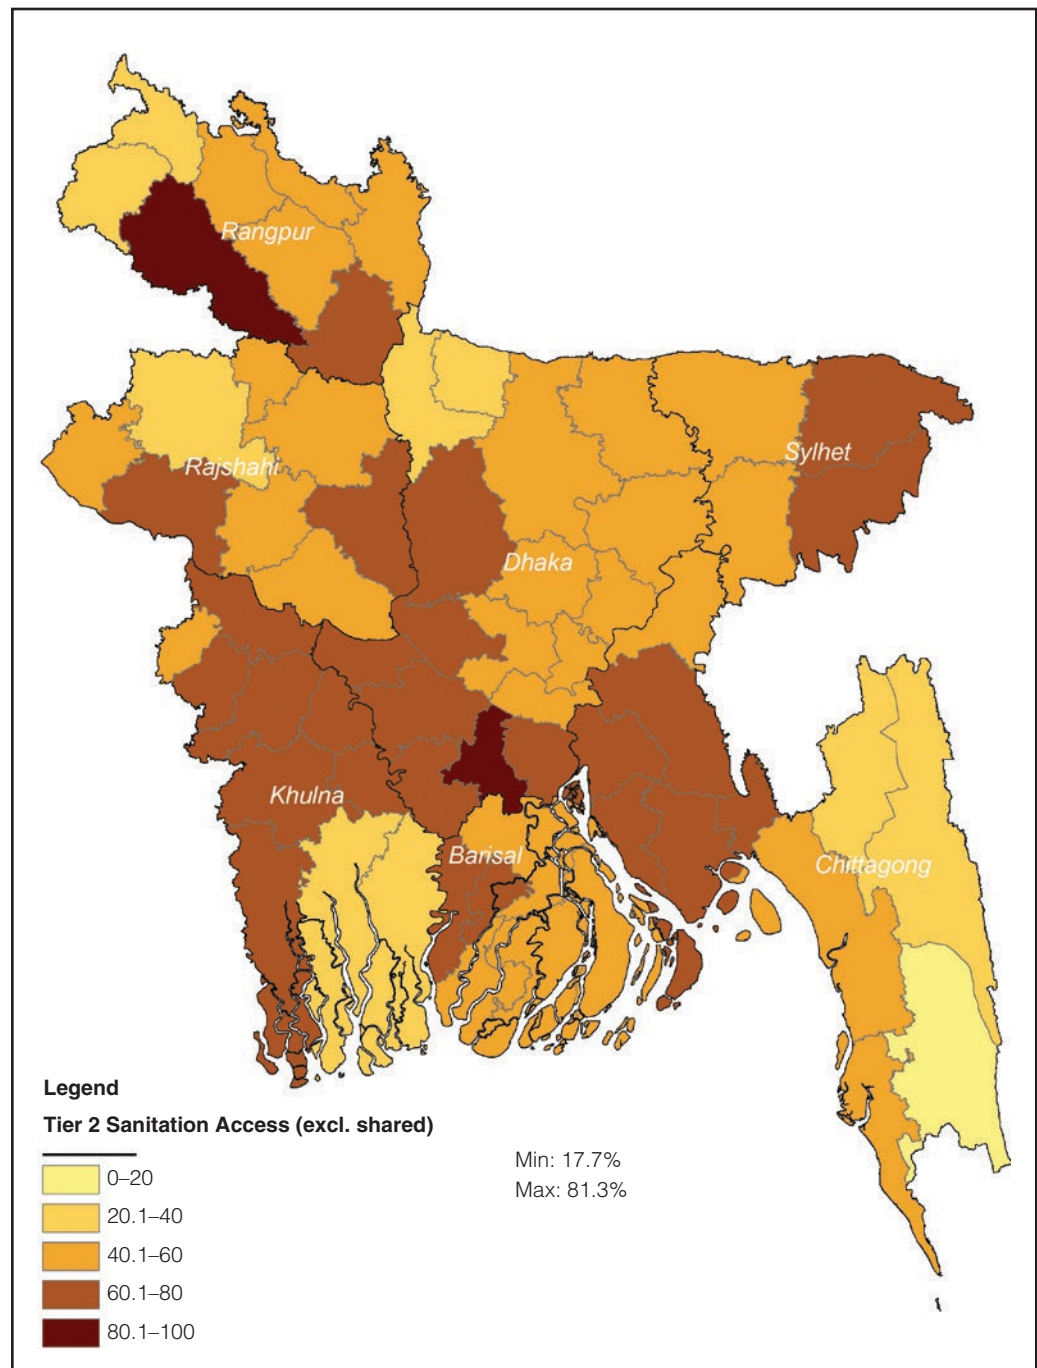 Rangpur
Rajshahi
Sylhet
Dhaka
Khulna
Barisal
Chittagong
Legend
Tier 2 Sanitation Access (excl. shared)
Min: 17.7%
Max: 81.3%
0–20
20.1–40
40.1–60
60.1–80
80.1–100